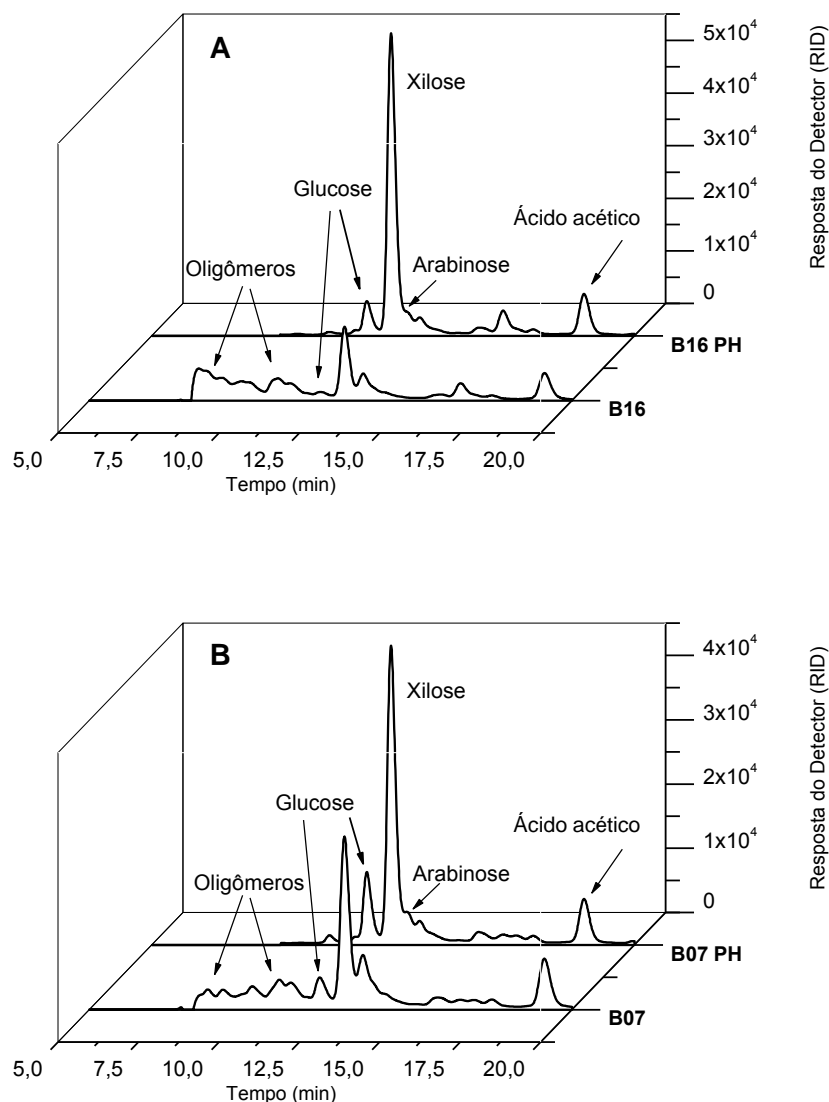 A
5x10⁴
4x10⁴
3x10⁴
2x10⁴
1x10⁴
0
Resposta do Detector (RID)
Xilose
Glucose
Ácido acético
Arabinose
Oligômeros
B16 PH
B16
5,0 7,5 10,0 12,5 15,0 17,5 20,0
Tempo (min)
B
4x10⁴
3x10⁴
2x10⁴
1x10⁴
0
Resposta do Detector (RID)
Xilose
Glucose
Ácido acético
Arabinose
Oligômeros
B07 PH
B07
5,0 7,5 10,0 12,5 15,0 17,5 20,0
Tempo (min)